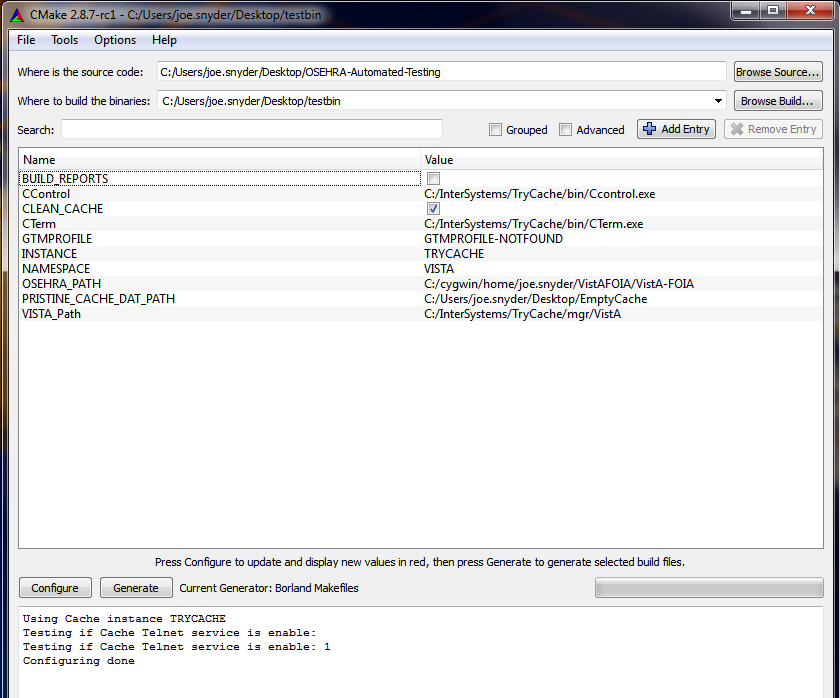 CMake 2.8.7-rc1 - C:/Users/joe.snyder/Desktop/testbin
File Tools Options Help
Where is the source code: C:/Users/joe.snyder/Desktop/OSEHRA-Automated-Testing Browse Source...
Where to build the binaries: C:/Users/joe.snyder/Desktop/testbin Browse Build...
Search: Grouped Advanced Add Entry Remove Entry
Name Value
BUILD_REPORTS
CControl C:/InterSystems/TryCache/bin/Ccontrol.exe
CLEAN_CACHE
CTerm C:/InterSystems/TryCache/bin/CTerm.exe
GTMPROFILE GTMPROFILE-NOTFOUND
INSTANCE TRYCACHE
NAMESPACE VISTA
OSEHRA_PATH C:/cygwin/home/joe.snyder/VistAFOIA/VistA-FOIA
PRISTINE_CACHE_DAT_PATH C:/Users/joe.snyder/Desktop/EmptyCache
VISTA_Path C:/InterSystems/TryCache/mgr/VistA
Press Configure to update and display new values in red, then press Generate to generate selected build files.
Configure Generate Current Generator: Borland Makefiles
Using Cache instance TRYCACHE
Testing if Cache Telnet service is enable:
Testing if Cache Telnet service is enable: 1
Configuring done